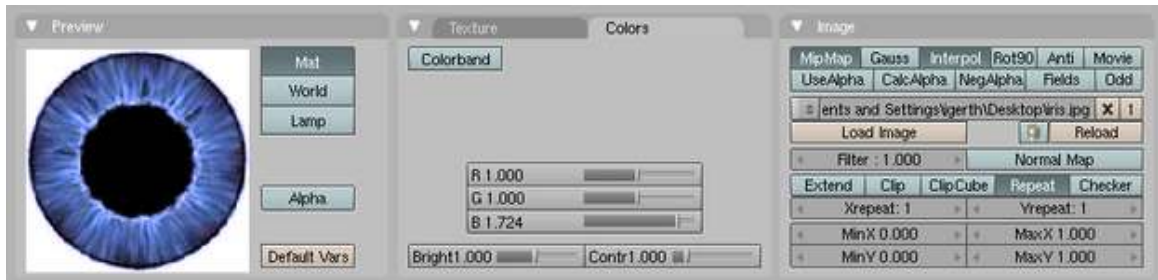 Preview
Mat
World
Lamp
Alpha
Default Vars
Texture
Colors
Colorband
R 1.000
G 1.000
B 1.724
Bright1.000
Contr1.000
Image
MipMap Gauss Interpol Rot90 Anti Movie
UseAlpha CalcAlpha NegAlpha Fields Odd
ents and Settings\igerth\Desktop\iris.jpg X 1
Load Image Reload
Filter : 1.000 Normal Map
Extend Clip ClipCube Repeat Checker
Xrepeat: 1 Yrepeat: 1
MinX 0.000 MaxX 1.000
MinY 0.000 MaxY 1.000